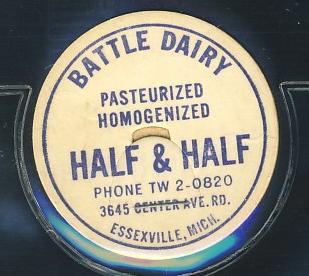 BATTLE DAIRY
PASTEURIZED
HOMOGENIZED
HALF & HALF
PHONE TW 2-0820
3645 CENTER AVE. RD.
ESSEXVILLE, MICH.